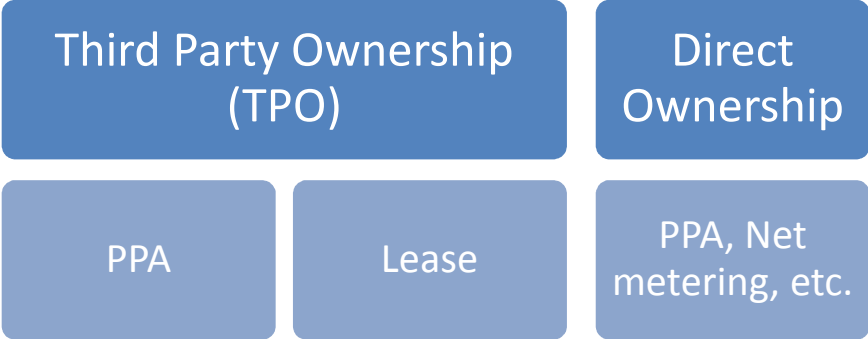 Third Party Ownership
(TPO)
Direct
Ownership
PPA
Lease
PPA, Net
metering, etc.